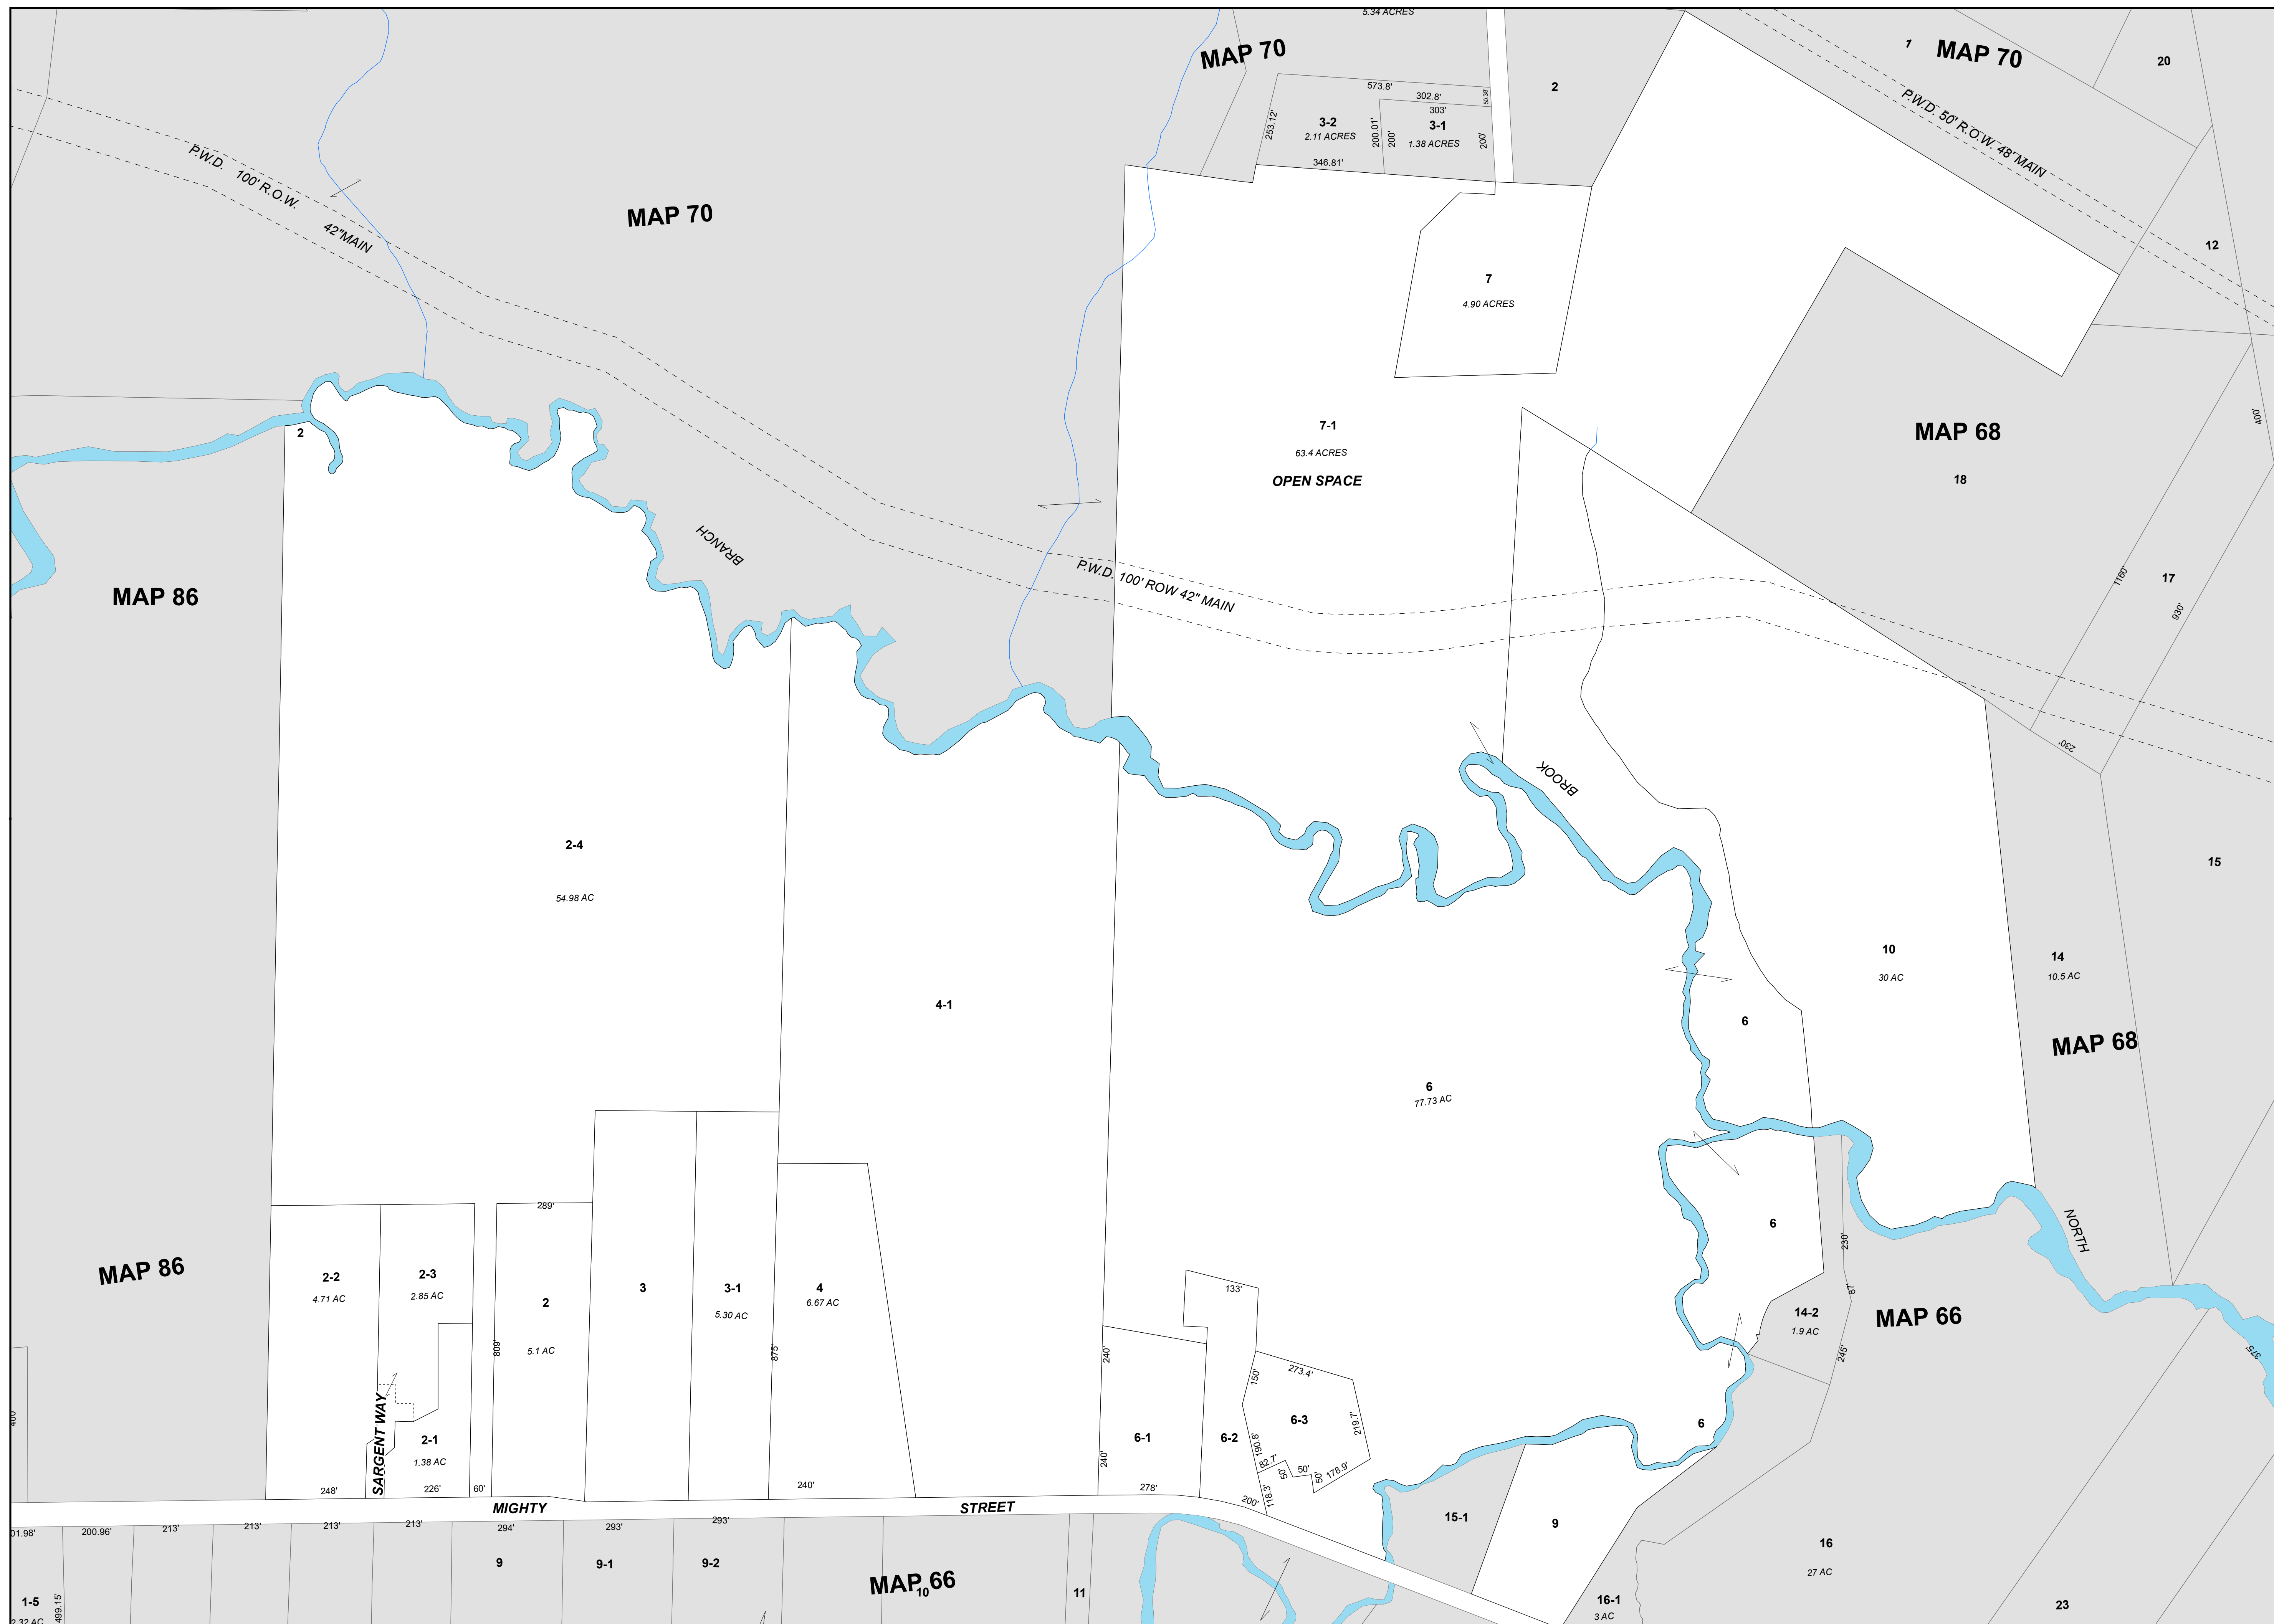 5.34 ACRES
MAP 70
1
MAP 70
20
2
573.8'
302.8'
50.38'
303'
253.12'
3-2
2.11 ACRES
200.01'
200'
3-1
1.38 ACRES
200'
346.81'
P.W.D. 50' R.O.W. 48' MAIN
P.W.D. 100' R.O.W. 42"MAIN
MAP 70
12
7
4.90 ACRES
2
7-1
63.4 ACRES
OPEN SPACE
MAP 68
18
400'
BRANCH
P.W.D. 100' ROW 42" MAIN
MAP 86
1160'
17
930'
230'
BROOK
2-4
54.98 AC
15
4-1
10
30 AC
14
10.5 AC
6
MAP 68
6
77.73 AC
289'
6
230'
NORTH
MAP 86
2-2
4.71 AC
2-3
2.85 AC
2
5.1 AC
3
3-1
5.30 AC
4
6.67 AC
133'
87'
14-2
1.9 AC
MAP 66
809'
875'
240'
150'
273.4'
245'
375'
400'
SARGENT WAY
2-1
1.38 AC
6-1
6-2
6-3
219.7'
6
190.8'
240'
82.7'
50'
50'
50'
178.9'
248'
226'
60'
240'
278'
200'
118.3'
MIGHTY
STREET
01.98'
200.96'
213'
213'
213'
213'
294'
293'
293'
15-1
9
16
27 AC
9
9-1
9-2
MAP 66
10
11
1-5
2.32 AC
499.15'
16-1
3 AC
23